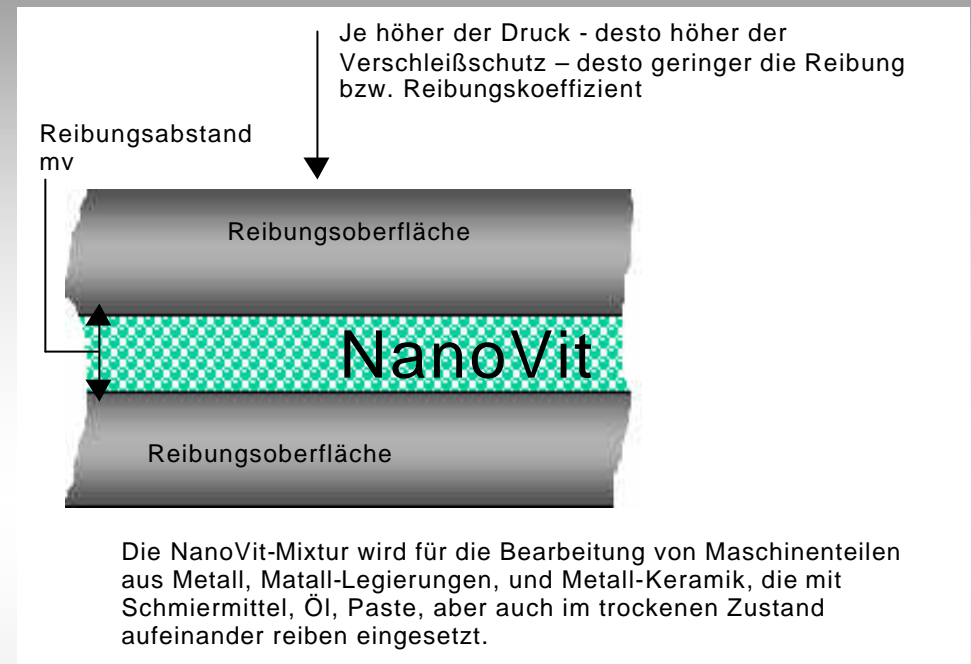 Je höher der Druck - desto höher der
Verschleißschutz – desto geringer die Reibung
bzw. Reibungskoeffizient
Reibungsabstand
mv
Reibungsoberfläche
NanoVit
Reibungsoberfläche
Die NanoVit-Mixtur wird für die Bearbeitung von Maschinenteilen
aus Metall, Matall-Legierungen, und Metall-Keramik, die mit
Schmiermittel, Öl, Paste, aber auch im trockenen Zustand
aufeinander reiben eingesetzt.